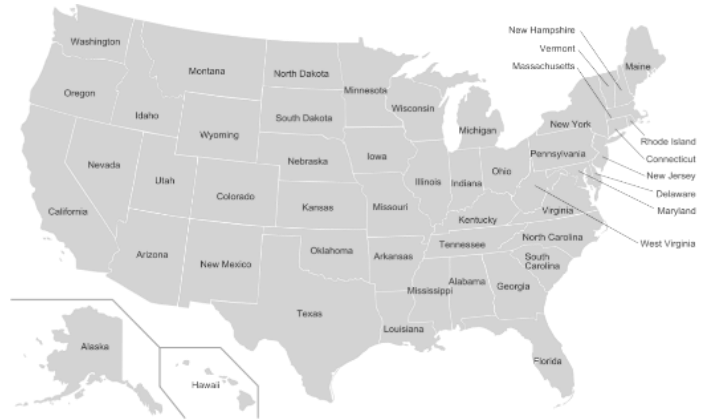 New Hampshire
Vermont
Massachusetts
Washington
Montana
North Dakota
Minnesota
Maine
Oregon
Idaho
Wyoming
South Dakota
Wisconsin
Michigan
New York
Rhode Island
Connecticut
New Jersey
Delaware
Maryland
West Virginia
Nevada
Utah
Colorado
Nebraska
Iowa
Illinois
Indiana
Ohio
Pennsylvania
California
Kansas
Missouri
Kentucky
Virginia
Arizona
New Mexico
Oklahoma
Arkansas
Tennessee
North Carolina
South
Carolina
Texas
Louisiana
Mississippi
Alabama
Georgia
Florida
Alaska
Hawaii